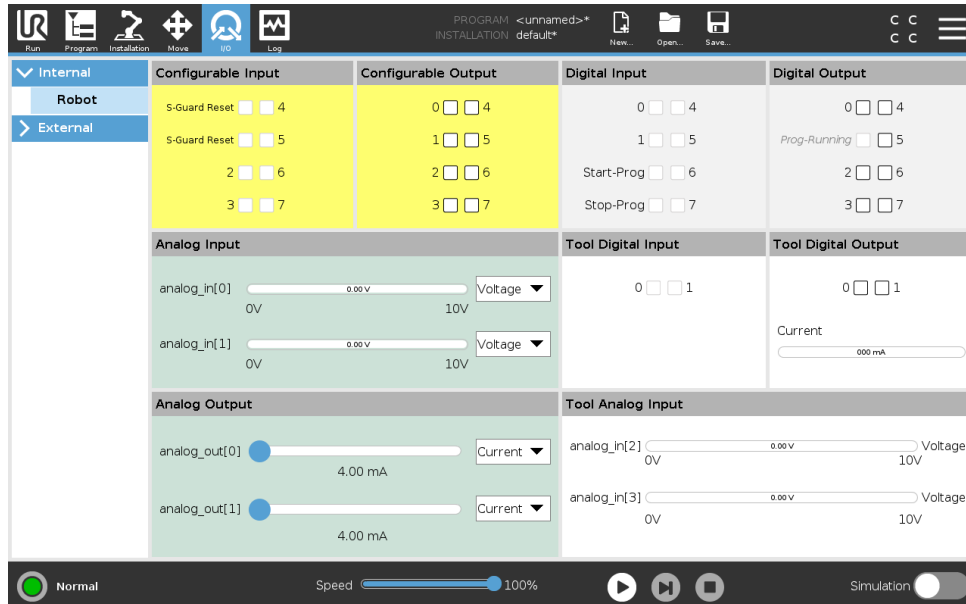 UR
PROGRAM <unnamed>*
INSTALLATION default*
C C
C C
Run Program Installation Move I/O Log New... Open... Save...
Internal
Robot
External
Configurable Input
S-Guard Reset 4
S-Guard Reset 5
2 6
3 7
Configurable Output
0 4
1 5
2 6
3 7
Digital Input
0 4
1 5
Start-Prog 6
Stop-Prog 7
Digital Output
0 4
Prog-Running 5
2 6
3 7
Analog Input
analog_in[0] 0.00 V Voltage
0V 10V
analog_in[1] 0.00 V Voltage
0V 10V
Tool Digital Input
0 1
Tool Digital Output
0 1
Current
000 mA
Analog Output
analog_out[0] Current
4.00 mA
analog_out[1] Current
4.00 mA
Tool Analog Input
analog_in[2] 0.00 V Voltage
0V 10V
analog_in[3] 0.00 V Voltage
0V 10V
Normal Speed 100% Simulation